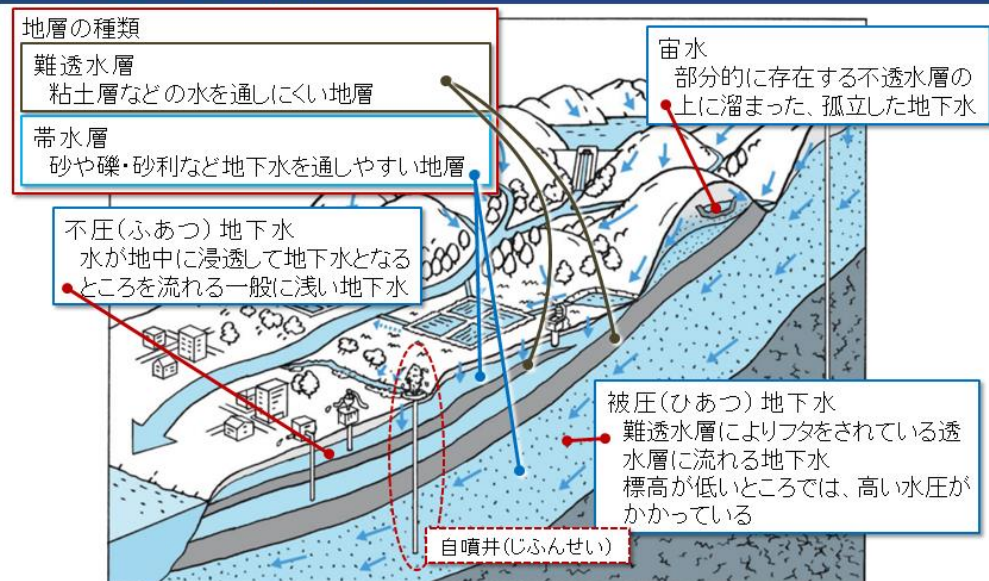 地層の種類
難透水層
粘土層などの水を通しにくい地層
帯水層
砂や礫・砂利など地下水を通しやすい地層
宙水
部分的に存在する不透水層の
上に溜まった、孤立した地下水
不圧(ふあつ)地下水
水が地中に浸透して地下水となる
ところを流れる一般に浅い地下水
被圧(ひあつ)地下水
難透水層によりフタをされている透
水層に流れる地下水
標高が低いところでは、高い水圧が
かかっている
自噴井(じふんせい)